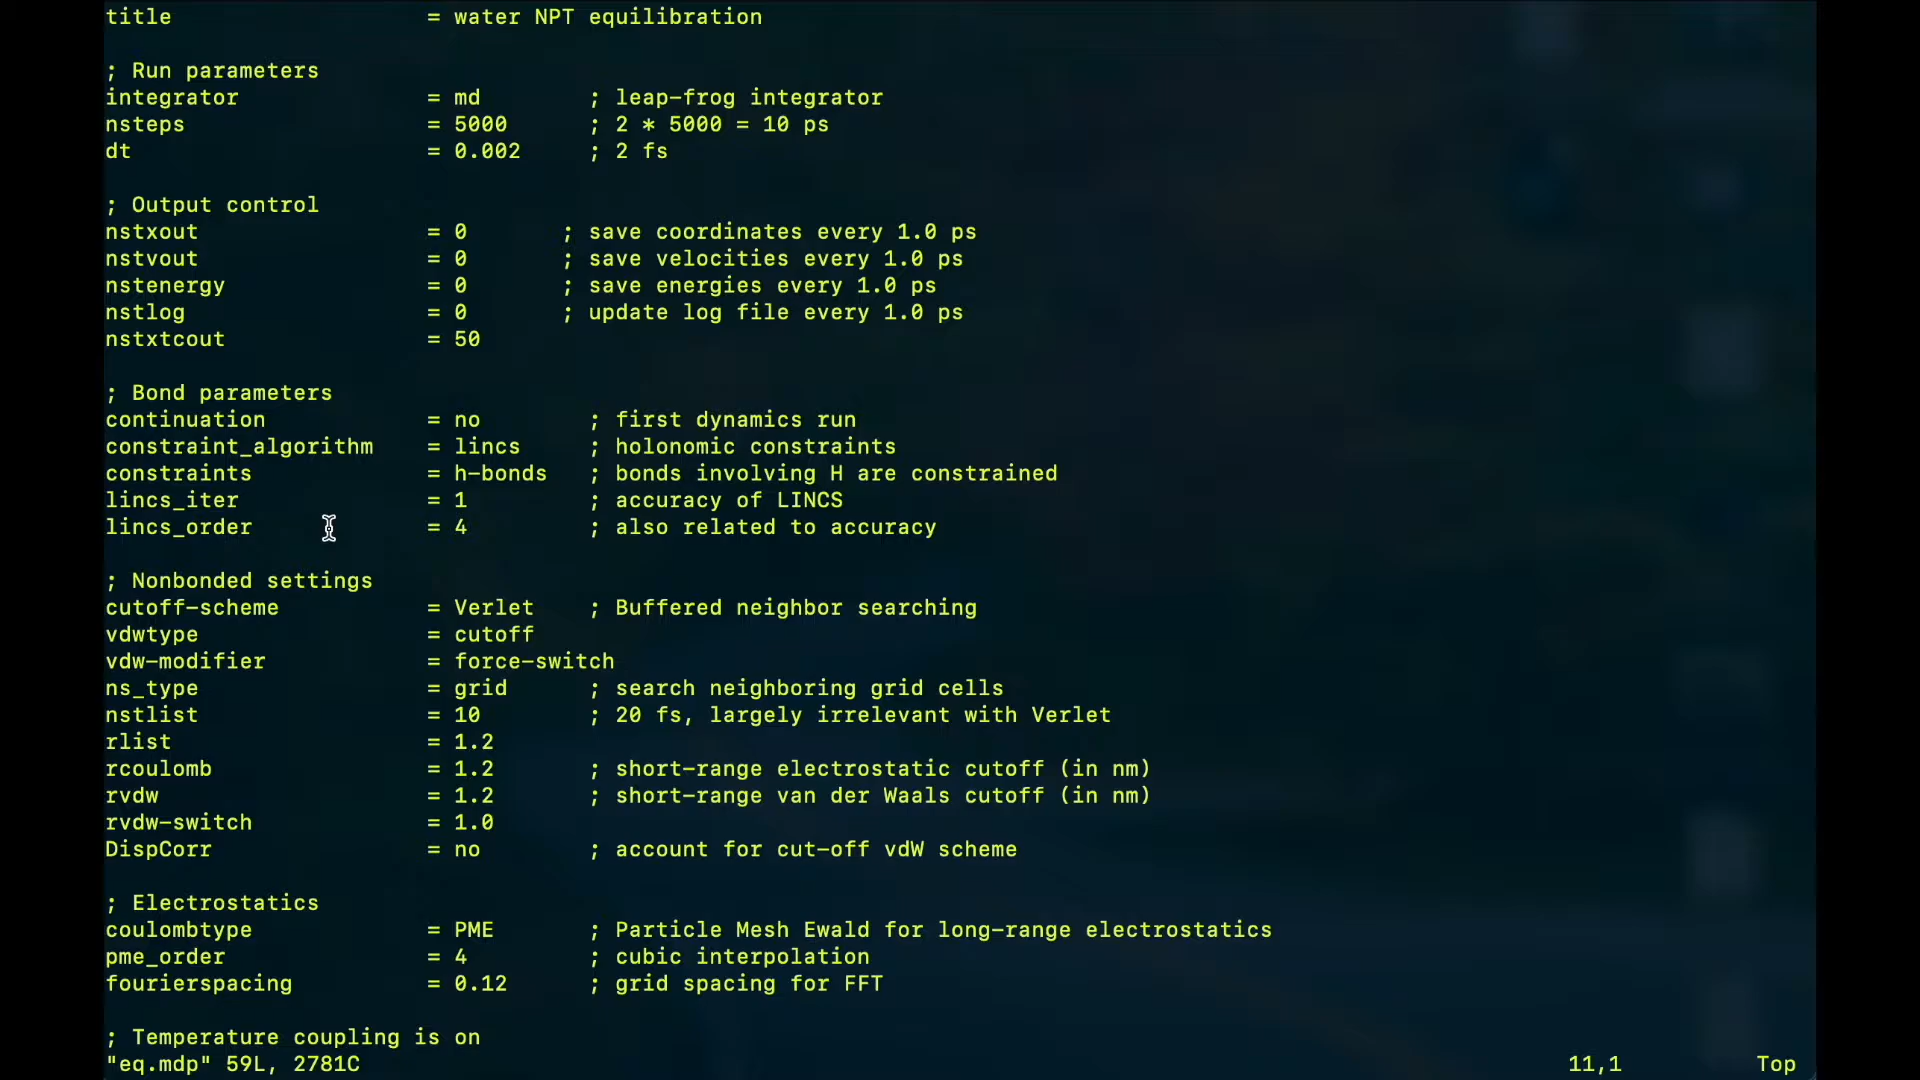 title = water NPT equilibration
; Run parameters
integrator = md ; leap-frog integrator
nsteps = 5000 ; 2 * 5000 = 10 ps
dt = 0.002 ; 2 fs
; Output control
nstxout = 0 ; save coordinates every 1.0 ps
nstvout = 0 ; save velocities every 1.0 ps
nstenergy = 0 ; save energies every 1.0 ps
nstlog = 0 ; update log file every 1.0 ps
nstxtcout = 50
; Bond parameters
continuation = no ; first dynamics run
constraint_algorithm = lincs ; holonomic constraints
constraints = h-bonds ; bonds involving H are constrained
lincs_iter = 1 ; accuracy of LINCS
lincs_order = 4 ; also related to accuracy
; Nonbonded settings
cutoff-scheme = Verlet ; Buffered neighbor searching
vdwtype = cutoff
vdw-modifier = force-switch
ns_type = grid ; search neighboring grid cells
nstlist = 10 ; 20 fs, largely irrelevant with Verlet
rlist = 1.2
rcoulomb = 1.2 ; short-range electrostatic cutoff (in nm)
rvdw = 1.2 ; short-range van der Waals cutoff (in nm)
rvdw-switch = 1.0
DispCorr = no ; account for cut-off vdW scheme
; Electrostatics
coulombtype = PME ; Particle Mesh Ewald for long-range electrostatics
pme_order = 4 ; cubic interpolation
fourierspacing = 0.12 ; grid spacing for FFT
; Temperature coupling is on
"eq.mdp" 59L, 2781C 11,1 Top